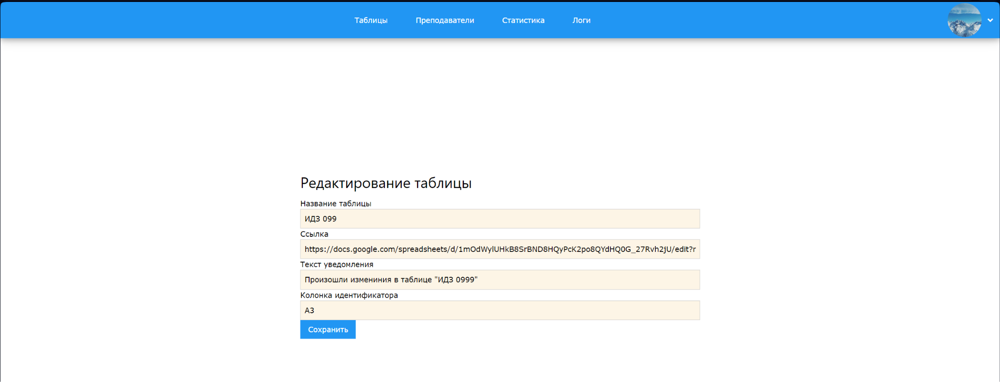 Таблицы Преподаватели Статистика Логи
Редактирование таблицы
Название таблицы
ИДЗ 099
Ссылка
https://docs.google.com/spreadsheets/d/1mOdWylUHkB8SrBND8HQyPcK2po8QYdHQ0G_27Rvh2jU/edit?r
Текст уведомления
Произошли измениния в таблице "ИДЗ 0999"
Колонка идентификатора
A3
Сохранить